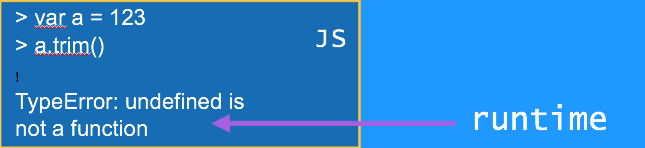 > var a = 123
> a.trim()
JS
!
TypeError: undefined is
not a function
runtime